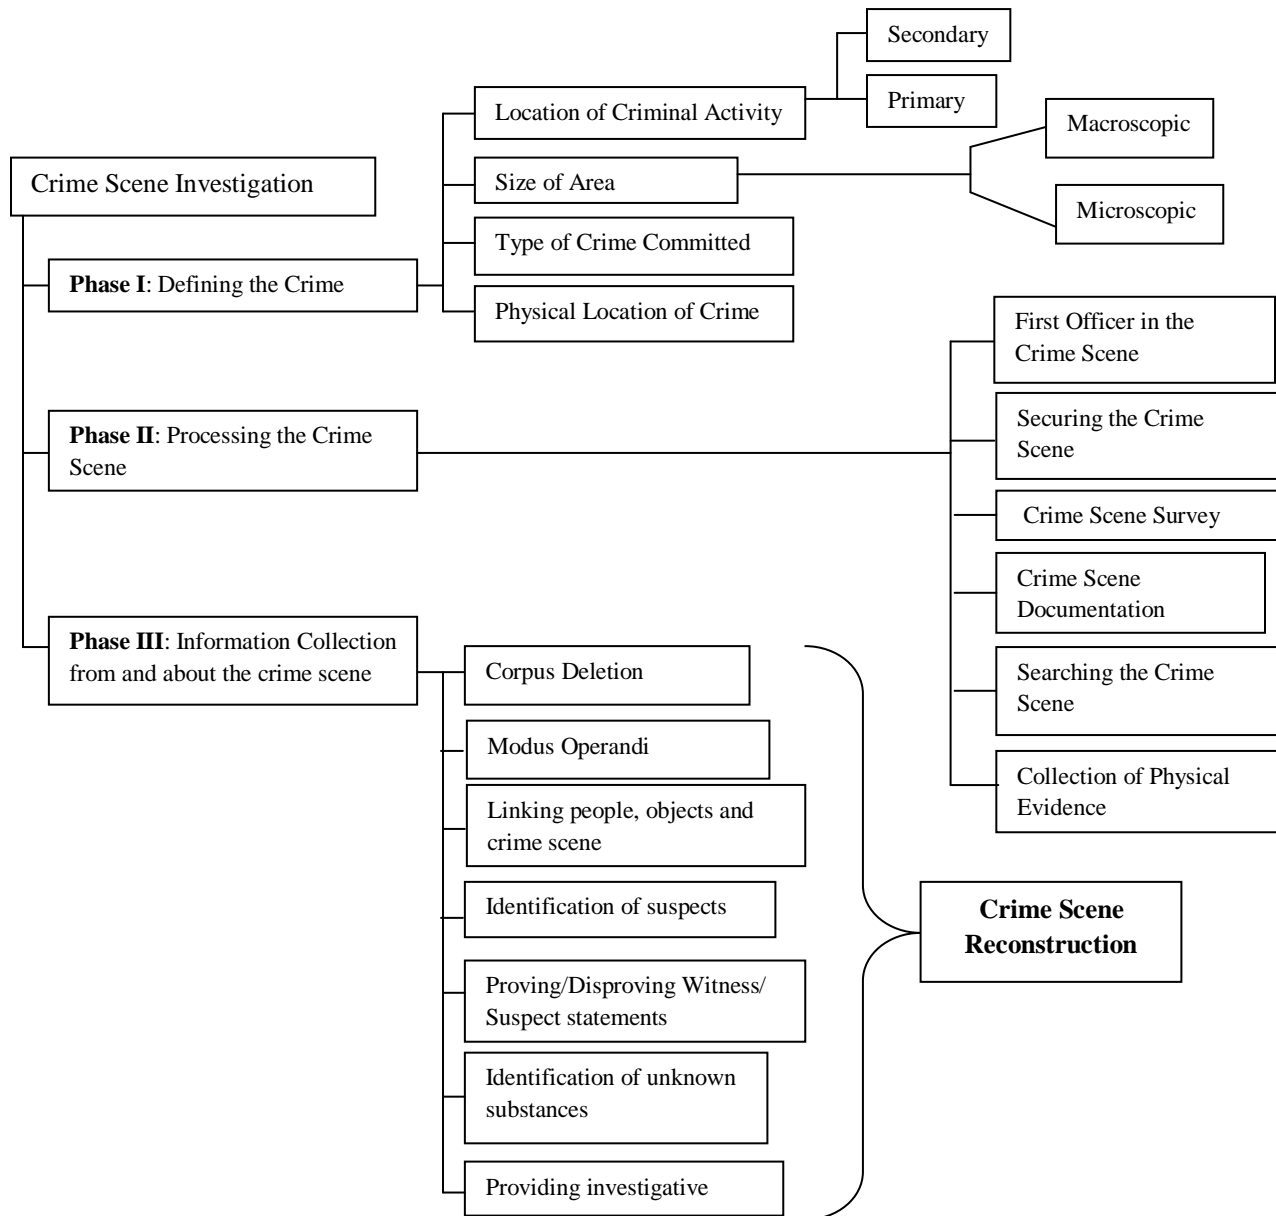 Secondary
Primary
Location of Criminal Activity
Macroscopic
Size of Area
Microscopic
Crime Scene Investigation
Type of Crime Committed
Phase I: Defining the Crime
Physical Location of Crime
First Officer in the
Crime Scene
Phase II: Processing the Crime
Scene
Securing the Crime
Scene
Crime Scene Survey
Crime Scene
Documentation
Searching the Crime
Scene
Collection of Physical
Evidence
Phase III: Information Collection
from and about the crime scene
Corpus Deletion
Modus Operandi
Linking people, objects and
crime scene
Identification of suspects
Proving/Disproving Witness/
Suspect statements
Identification of unknown
substances
Providing investigative
Crime Scene
Reconstruction